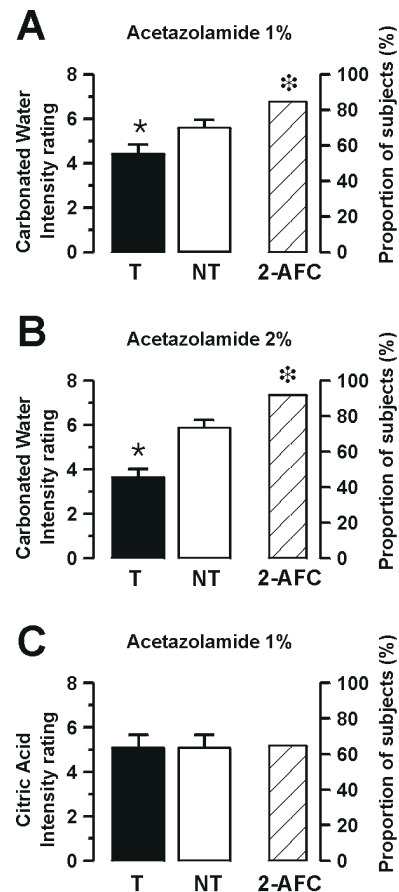 A
Acetazolamide 1%
Carbonated Water
Intensity rating
8
6
4
2
0
*
T
NT
2-AFC
❉
100
80
60
40
20
0
Proportion of subjects (%)
B
Acetazolamide 2%
Carbonated Water
Intensity rating
8
6
4
2
0
*
T
NT
2-AFC
❉
100
80
60
40
20
0
Proportion of subjects (%)
C
Acetazolamide 1%
Citric Acid
Intensity rating
8
6
4
2
0
T
NT
2-AFC
100
80
60
40
20
0
Proportion of subjects (%)